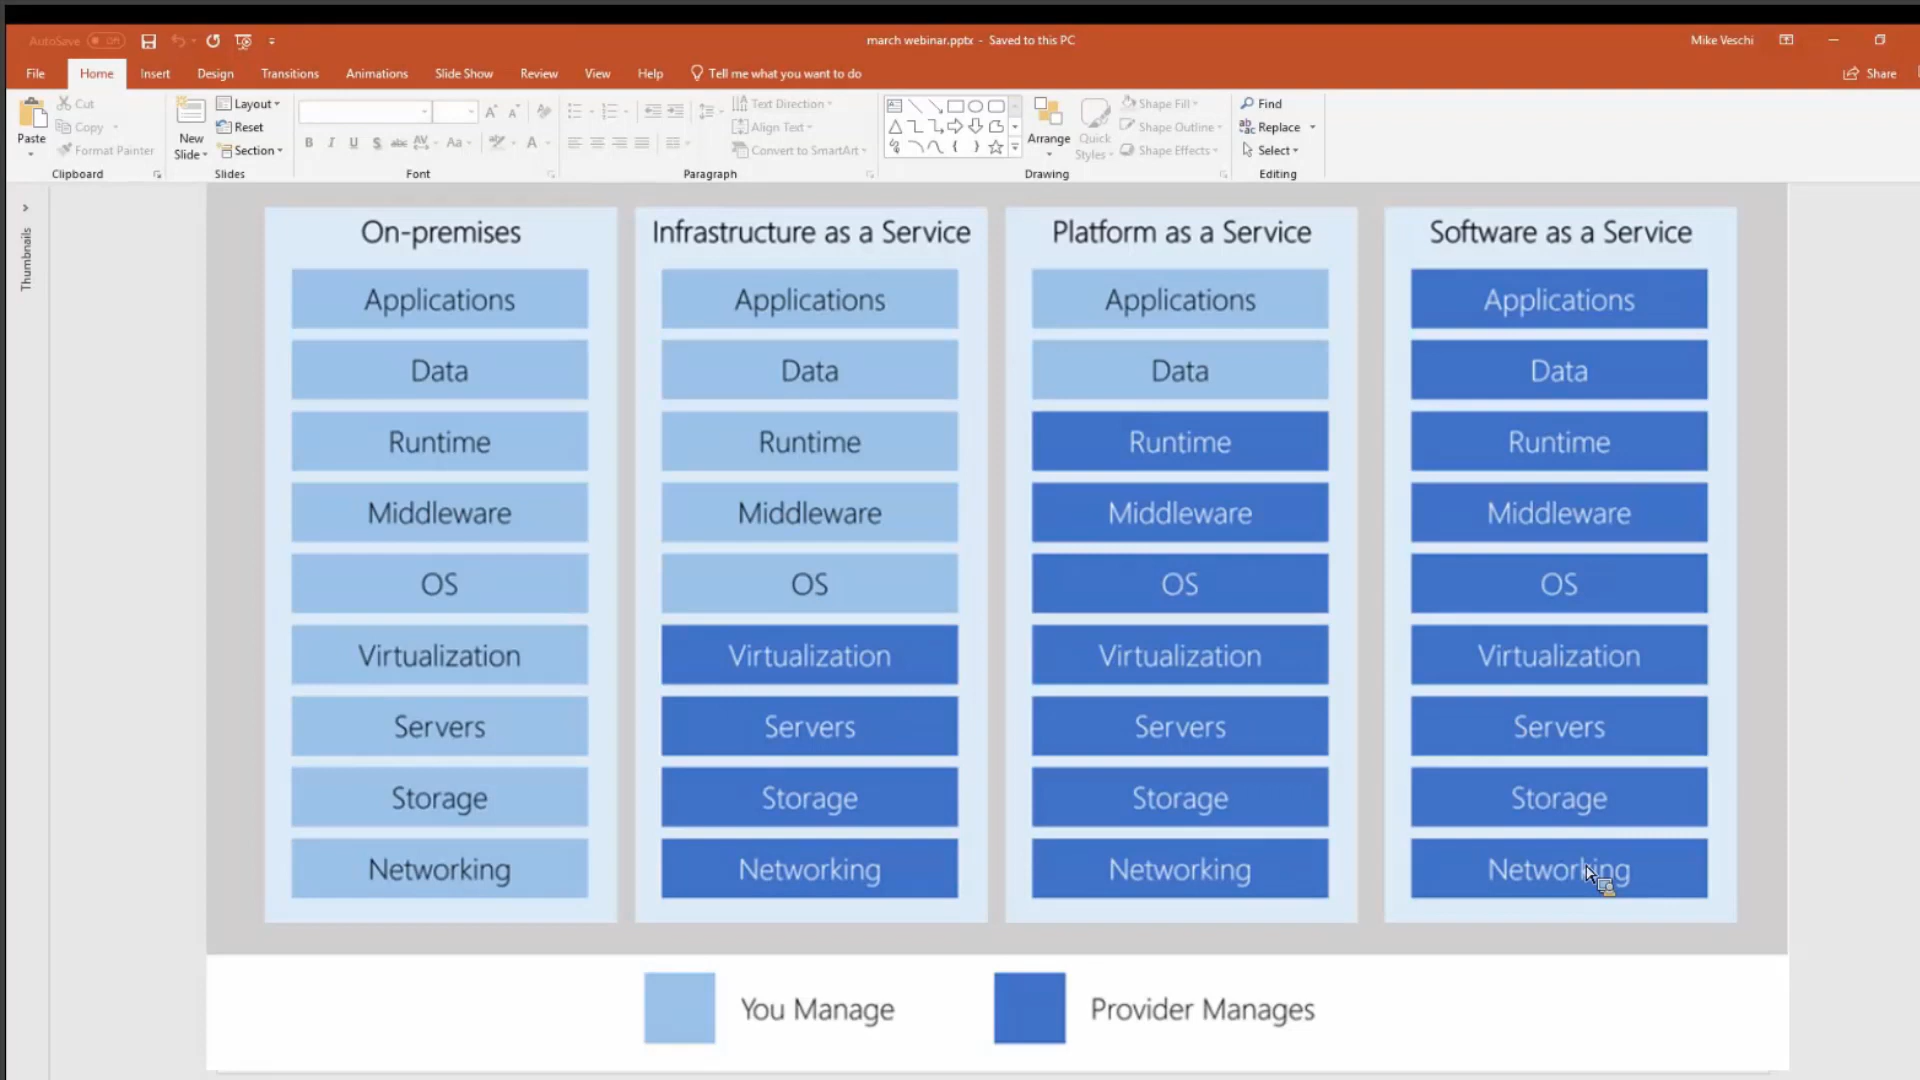 AutoSave Off
march webinar.pptx - Saved to this PC
Mike Veschi
File Home Insert Design Transitions Animations Slide Show Review View Help Tell me what you want to do Share
Paste
Cut
Copy
Format Painter
Clipboard
New Slide
Layout
Reset
Section
Slides
B I U S abc AV Aa A
Font
Text Direction
Align Text
Convert to SmartArt
Paragraph
Arrange
Quick Styles
Shape Fill
Shape Outline
Shape Effects
Drawing
Find
Replace
Select
Editing
Thumbnails
On-premises
Applications
Data
Runtime
Middleware
OS
Virtualization
Servers
Storage
Networking
Infrastructure as a Service
Applications
Data
Runtime
Middleware
OS
Virtualization
Servers
Storage
Networking
Platform as a Service
Applications
Data
Runtime
Middleware
OS
Virtualization
Servers
Storage
Networking
Software as a Service
Applications
Data
Runtime
Middleware
OS
Virtualization
Servers
Storage
Networking
You Manage
Provider Manages